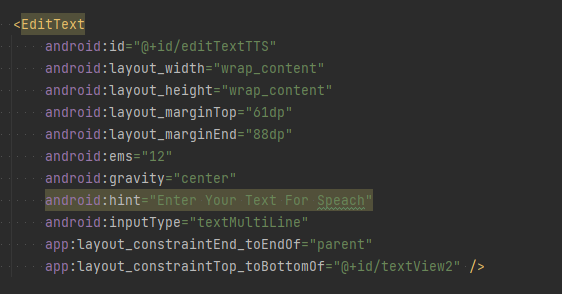 <EditText
android:id="@+id/editTextTTS"
android:layout_width="wrap_content"
android:layout_height="wrap_content"
android:layout_marginTop="61dp"
android:layout_marginEnd="88dp"
android:ems="12"
android:gravity="center"
android:hint="Enter Your Text For Speach"
android:inputType="textMultiLine"
app:layout_constraintEnd_toEndOf="parent"
app:layout_constraintTop_toBottomOf="@+id/textView2" />